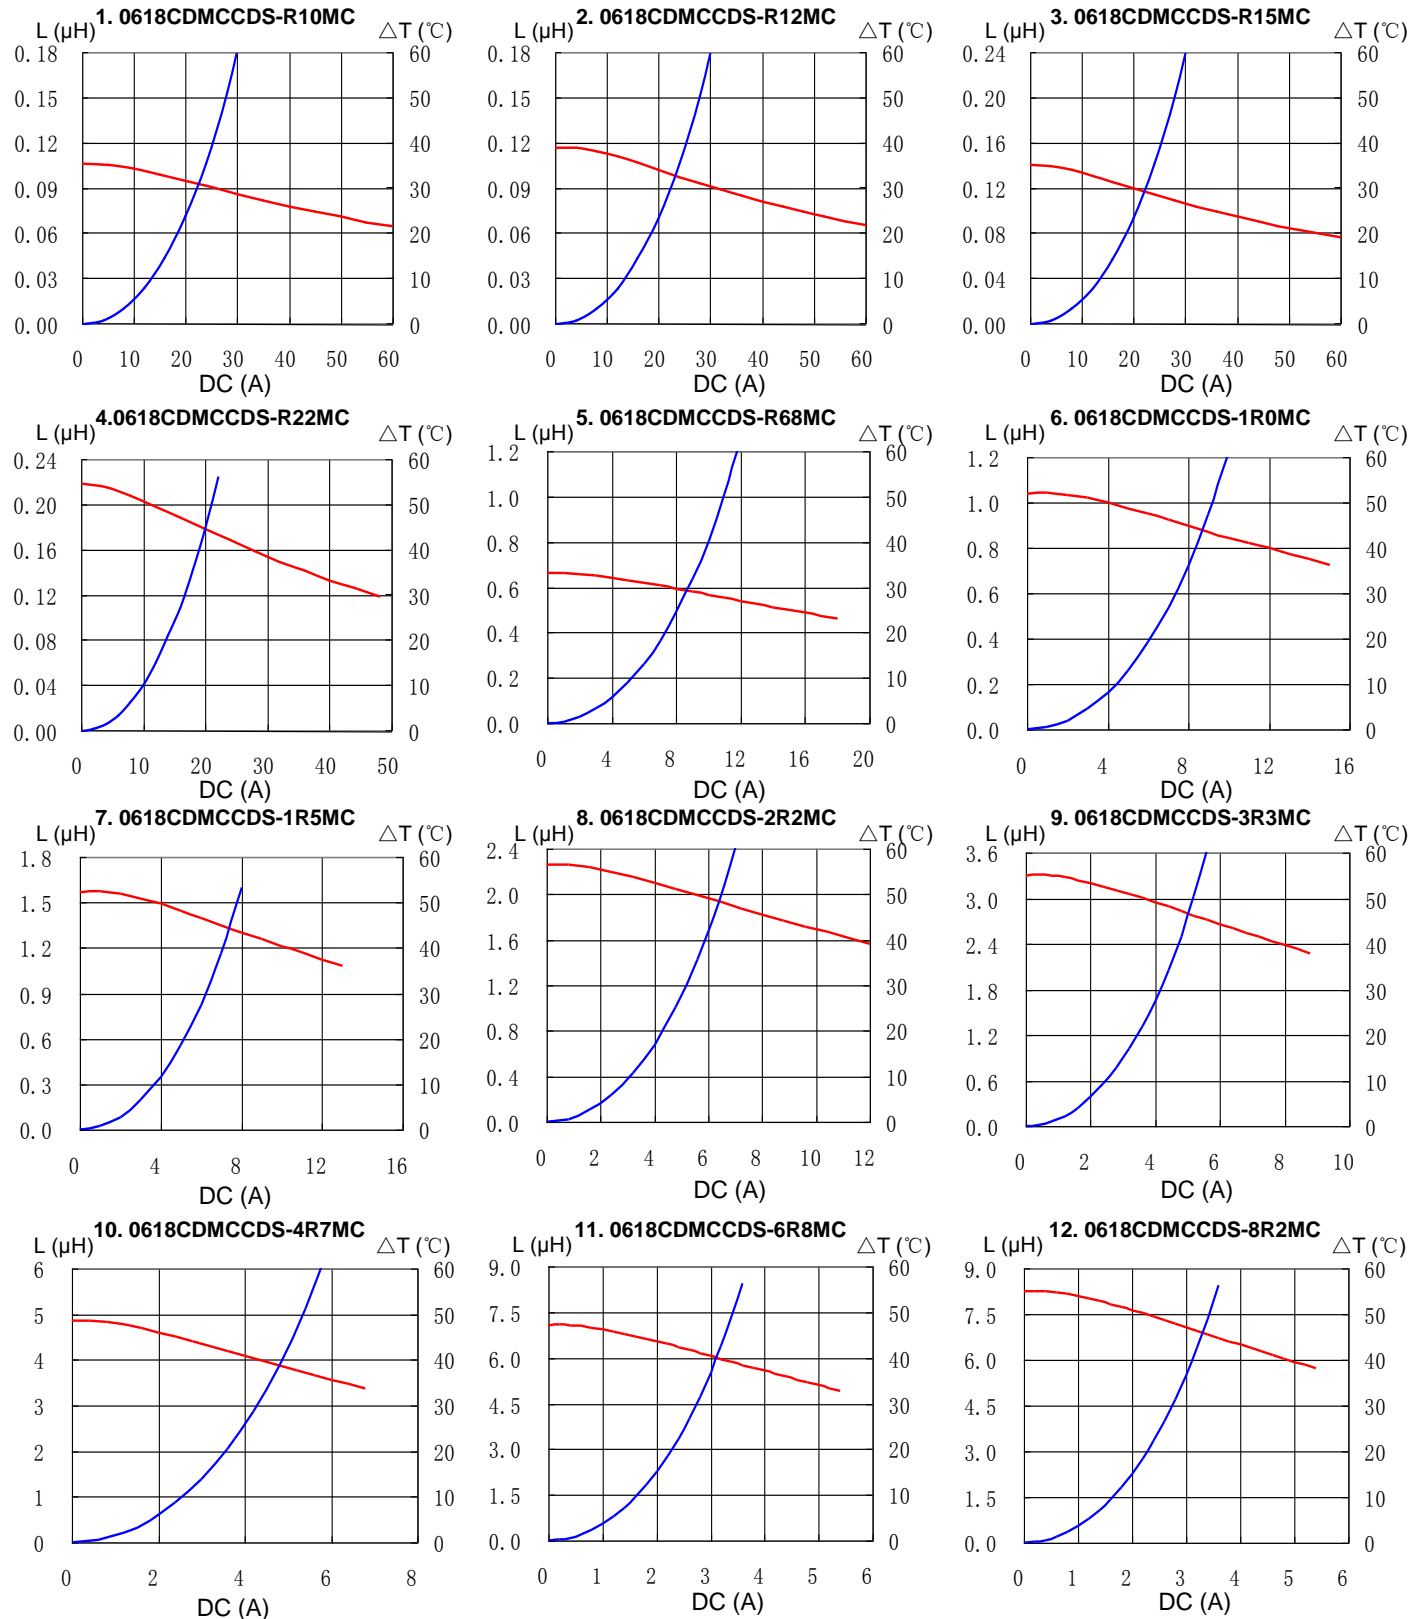 1. 0618CDMCCDS-R10MC
L (μH) △T (℃)
0.18 60
0.15 50
0.12 40
0.09 30
0.06 20
0.03 10
0.00 0
0 10 20 30 40 50 60
DC (A)
2. 0618CDMCCDS-R12MC
L (μH) △T (℃)
0.18 60
0.15 50
0.12 40
0.09 30
0.06 20
0.03 10
0.00 0
0 10 20 30 40 50 60
DC (A)
3. 0618CDMCCDS-R15MC
L (μH) △T (℃)
0.24 60
0.20 50
0.16 40
0.12 30
0.08 20
0.04 10
0.00 0
0 10 20 30 40 50 60
DC (A)
4.0618CDMCCDS-R22MC
L (μH) △T (℃)
0.24 60
0.20 50
0.16 40
0.12 30
0.08 20
0.04 10
0.00 0
0 10 22 30 40 50
DC (A)
5. 0618CDMCCDS-R68MC
L (μH) △T (℃)
1.2 60
1.0 50
0.8 40
0.6 30
0.4 20
0.2 10
0.0 0
0 4 8 12 16 20
DC (A)
6. 0618CDMCCDS-1R0MC
L (μH) △T (℃)
1.2 60
1.0 50
0.8 40
0.6 30
0.4 20
0.2 10
0.0 0
0 4 8 12 16
DC (A)
7. 0618CDMCCDS-1R5MC
L (μH) △T (℃)
1.8 60
1.5 50
1.2 40
0.9 30
0.6 20
0.3 10
0.0 0
0 4 8 12 16
DC (A)
8. 0618CDMCCDS-2R2MC
L (μH) △T (℃)
2.4 60
2.0 50
1.6 40
1.2 30
0.8 20
0.4 10
0.0 0
0 2 4 6 8 10 12
DC (A)
9. 0618CDMCCDS-3R3MC
L (μH) △T (℃)
3.6 60
3.0 50
2.4 40
1.8 30
1.2 20
0.6 10
0.0 0
0 2 4 6 8 10
DC (A)
10. 0618CDMCCDS-4R7MC
L (μH) △T (℃)
6 60
5 50
4 40
3 30
2 20
1 10
0 0
0 2 4 6 8
DC (A)
11. 0618CDMCCDS-6R8MC
L (μH) △T (℃)
9.0 60
7.5 50
6.0 40
4.5 30
3.0 20
1.5 10
0.0 0
0 1 2 3 4 5 6
DC (A)
12. 0618CDMCCDS-8R2MC
L (μH) △T (℃)
9.0 60
7.5 50
6.0 40
4.5 30
3.0 20
1.5 10
0.0 0
0 1 2 3 4 5 6
DC (A)